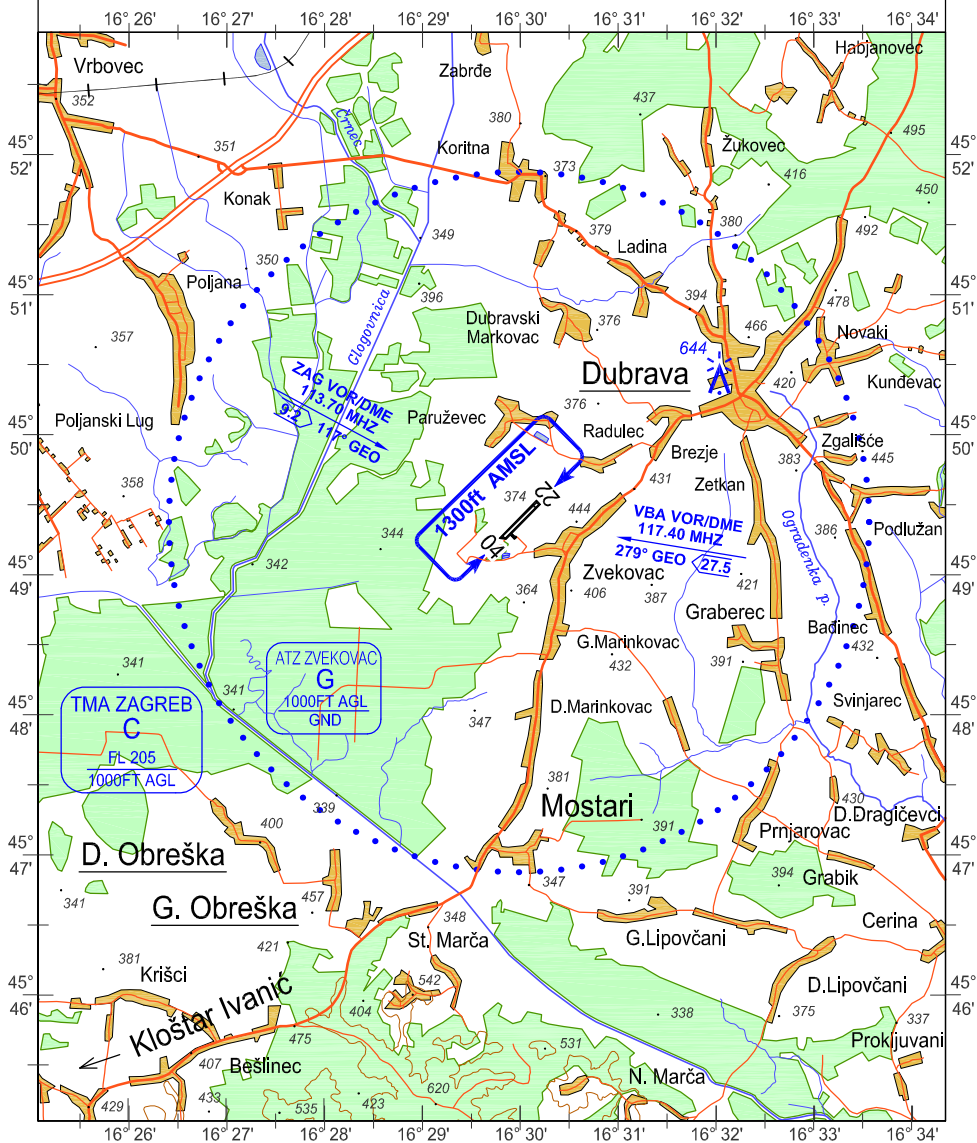 16° 26' 16° 27' 16° 28' 16° 29' 16° 30' 16° 31' 16° 32' 16° 33' 16° 34'
Vrbovec
Zabrđe
Habjanovec
352
437
380
495
Črnec
45° 52'
351
Koritna
Žukovec
45° 52'
373
416
Konak
450
379
380
492
349
Ladina
350
Poljana
45° 51'
396
394
478
45° 51'
Clogovnica
Dubravski
Markovac
376
466
Novaki
357
644
ZAG VOR/DME
113.70 MHZ
9.2 117° GEO
Dubrava
420
Kunđevac
Paruževec
376
Poljanski Lug
Radulec
45° 50'
Brezje
Zgališće
45° 50'
1300ft AMSL
383
445
358
374
22
431
Zetkan
344
04
444
VBA VOR/DME
117.40 MHZ
279° GEO 27.5
386
Podlužan
Ogradenka p.
45° 49'
342
Zvekovac
406
387
421
45° 49'
364
Graberec
Bađinec
G.Marinkovac
432
391
432
341
ATZ ZVEKOVAC
G
1000FT AGL
GND
341
TMA ZAGREB
C
FL 205
1000FT AGL
Svinjarec
45° 48'
347
D.Marinkovac
45° 48'
381
339
Mostari
430
400
391
D.Dragičevci
Prnjarovac
45° 47'
D. Obreška
45° 47'
347
394
Grabik
341
457
391
G. Obreška
348
Cerina
421
St. Marča
G.Lipovčani
381
Krišci
542
D.Lipovčani
45° 46'
404
45° 46'
Kloštar Ivanić
338
375
337
475
531
Prokljuvani
407
Bešlinec
620
N. Marča
429
433
535
423
16° 26' 16° 27' 16° 28' 16° 29' 16° 30' 16° 31' 16° 32' 16° 33' 16° 34'